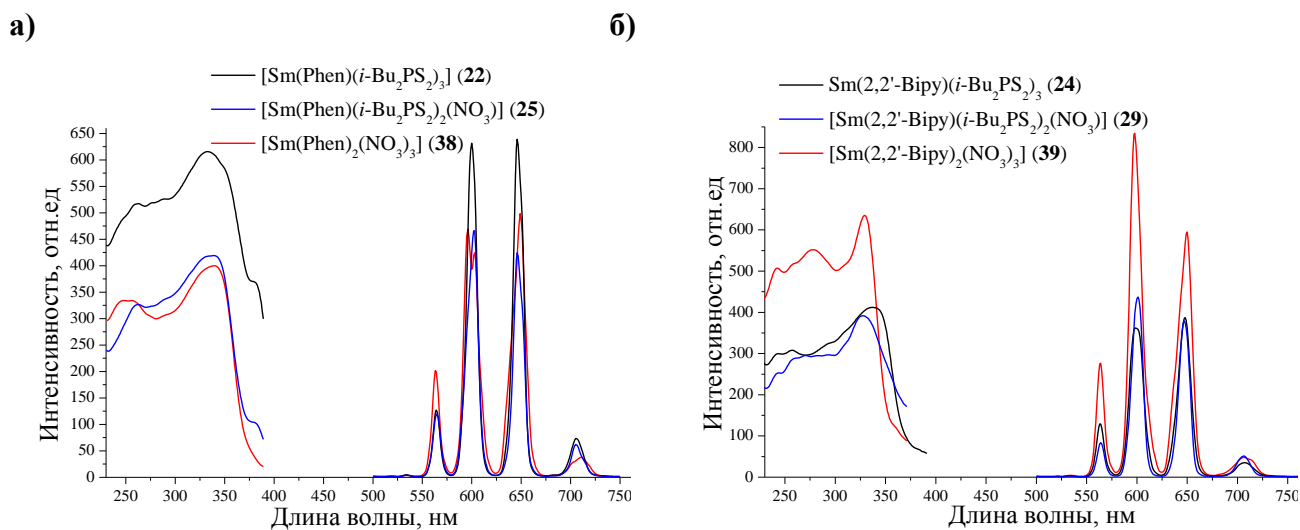 а)
[Sm(Phen)(i-Bu₂PS₂)₃] (22)
[Sm(Phen)(i-Bu₂PS₂)₂(NO₃)] (25)
[Sm(Phen)₂(NO₃)₃] (38)
650
600
550
500
450
400
350
300
250
200
150
100
50
0
Интенсивность, отн.ед
250 300 350 400 450 500 550 600 650 700 750
Длина волны, нм
б)
Sm(2,2'-Bipy)(i-Bu₂PS₂)₃ (24)
[Sm(2,2'-Bipy)(i-Bu₂PS₂)₂(NO₃)] (29)
[Sm(2,2'-Bipy)₂(NO₃)₃] (39)
800
700
600
500
400
300
200
100
0
Интенсивность, отн.ед
250 300 350 400 450 500 550 600 650 700 750
Длина волны, нм